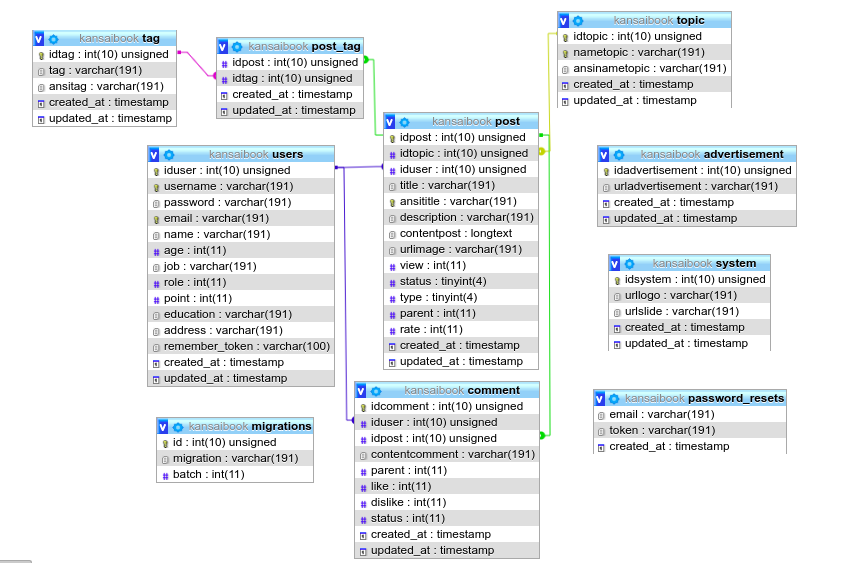 kansaibook tag
idtag : int(10) unsigned
tag : varchar(191)
ansitag : varchar(191)
created_at : timestamp
updated_at : timestamp
kansaibook post_tag
idpost : int(10) unsigned
idtag : int(10) unsigned
created_at : timestamp
updated_at : timestamp
kansaibook topic
idtopic : int(10) unsigned
nametopic : varchar(191)
ansinametopic : varchar(191)
created_at : timestamp
updated_at : timestamp
kansaibook users
iduser : int(10) unsigned
username : varchar(191)
password : varchar(191)
email : varchar(191)
name : varchar(191)
age : int(11)
job : varchar(191)
role : int(11)
point : int(11)
education : varchar(191)
address : varchar(191)
remember_token : varchar(100)
created_at : timestamp
updated_at : timestamp
kansaibook post
idpost : int(10) unsigned
idtopic : int(10) unsigned
iduser : int(10) unsigned
title : varchar(191)
ansititle : varchar(191)
description : varchar(191)
contentpost : longtext
urlimage : varchar(191)
view : int(11)
status : tinyint(4)
type : tinyint(4)
parent : int(11)
rate : int(11)
created_at : timestamp
updated_at : timestamp
kansaibook advertisement
idadvertisement : int(10) unsigned
urladvertisement : varchar(191)
created_at : timestamp
updated_at : timestamp
kansaibook system
idsystem : int(10) unsigned
urllogo : varchar(191)
urlslide : varchar(191)
created_at : timestamp
updated_at : timestamp
kansaibook migrations
id : int(10) unsigned
migration : varchar(191)
batch : int(11)
kansaibook comment
idcomment : int(10) unsigned
iduser : int(10) unsigned
idpost : int(10) unsigned
contentcomment : varchar(191)
parent : int(11)
like : int(11)
dislike : int(11)
status : int(11)
created_at : timestamp
updated_at : timestamp
kansaibook password_resets
email : varchar(191)
token : varchar(191)
created_at : timestamp